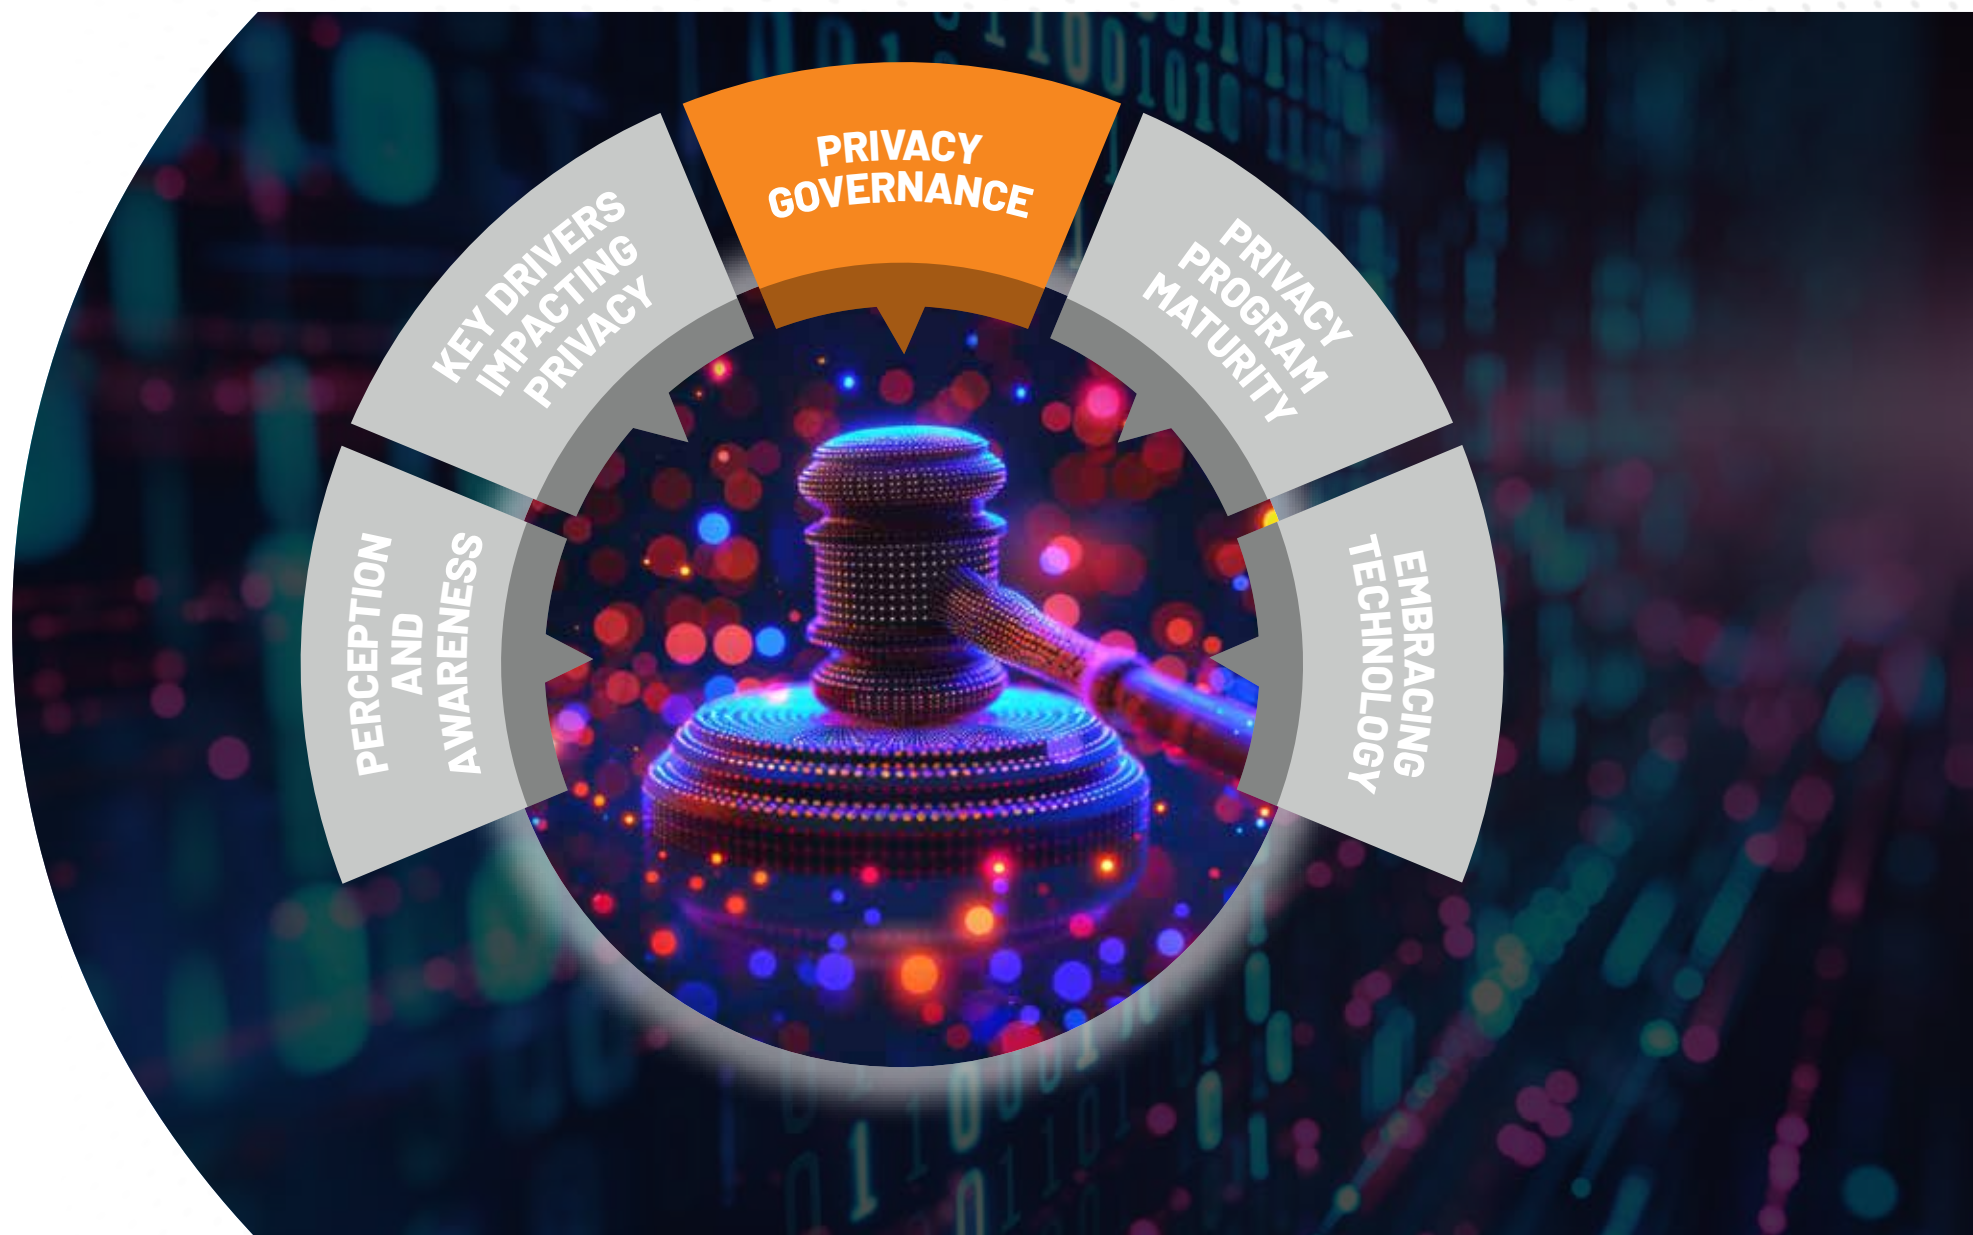 PERCEPTION
AND
AWARENESS
KEY DRIVERS
IMPACTING
PRIVACY
PRIVACY
GOVERNANCE
PRIVACY
PROGRAM
MATURITY
EMBRACING
TECHNOLOGY